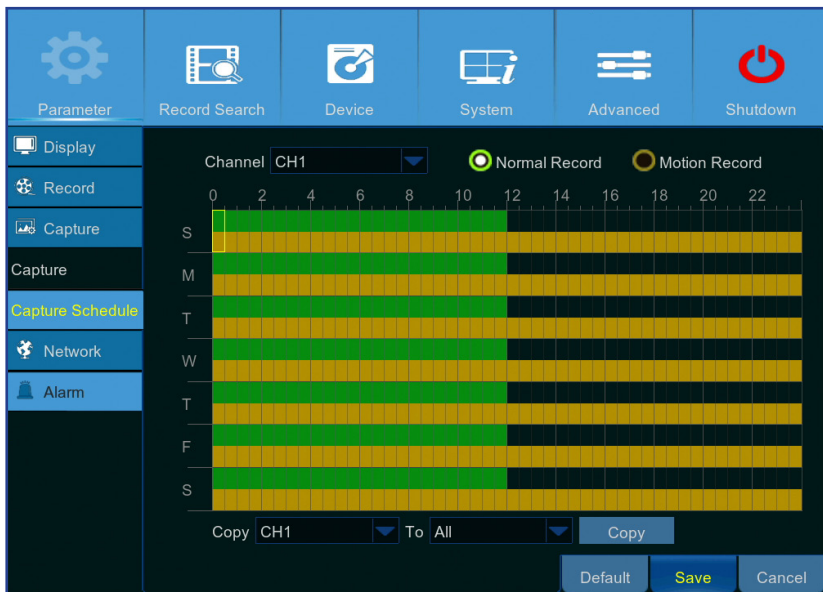 Parameter Record Search Device System Advanced Shutdown
Display
Channel CH1 Normal Record Motion Record
Record
0 2 4 6 8 10 12 14 16 18 20 22
Capture
S
Capture
M
Capture Schedule
T
Network
W
Alarm
T
F
S
Copy CH1 To All Copy
Default Save Cancel